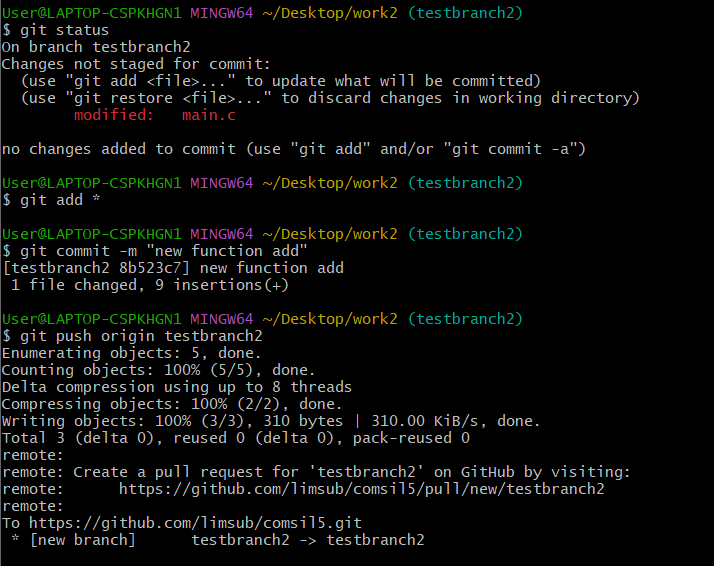 User@LAPTOP-CSPKHGN1 MINGW64 ~/Desktop/work2 (testbranch2)
$ git status
On branch testbranch2
Changes not staged for commit:
  (use "git add <file>..." to update what will be committed)
  (use "git restore <file>..." to discard changes in working directory)
        modified:   main.c

no changes added to commit (use "git add" and/or "git commit -a")

User@LAPTOP-CSPKHGN1 MINGW64 ~/Desktop/work2 (testbranch2)
$ git add *

User@LAPTOP-CSPKHGN1 MINGW64 ~/Desktop/work2 (testbranch2)
$ git commit -m "new function add"
[testbranch2 8b523c7] new function add
 1 file changed, 9 insertions(+)

User@LAPTOP-CSPKHGN1 MINGW64 ~/Desktop/work2 (testbranch2)
$ git push origin testbranch2
Enumerating objects: 5, done.
Counting objects: 100% (5/5), done.
Delta compression using up to 8 threads
Compressing objects: 100% (2/2), done.
Writing objects: 100% (3/3), 310 bytes | 310.00 KiB/s, done.
Total 3 (delta 0), reused 0 (delta 0), pack-reused 0
remote:
remote: Create a pull request for 'testbranch2' on GitHub by visiting:
remote:      https://github.com/limsub/comsil5/pull/new/testbranch2
remote:
To https://github.com/limsub/comsil5.git
 * [new branch]      testbranch2 -> testbranch2